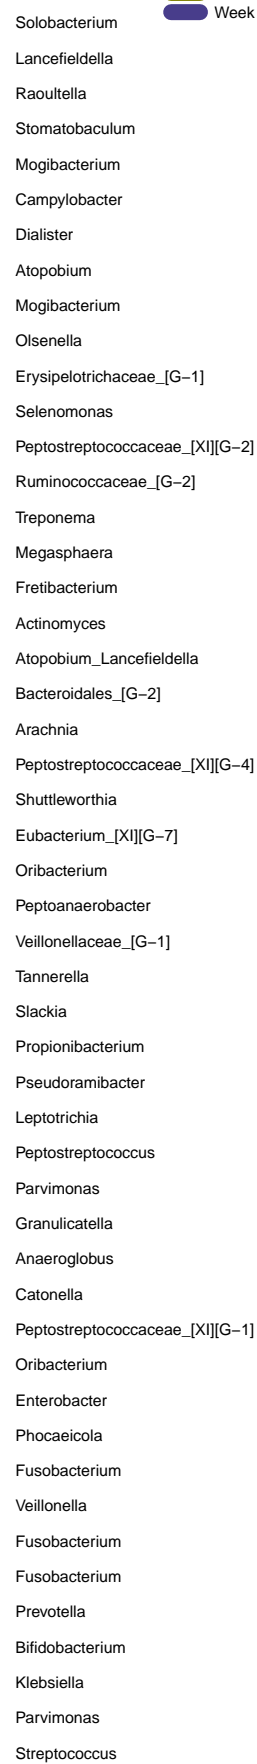 Week
Solobacterium
Lancefieldella
Raoultella
Stomatobaculum
Mogibacterium
Campylobacter
Dialister
Atopobium
Mogibacterium
Olsenella
Erysipelotrichaceae_[G−1]
Selenomonas
Peptostreptococcaceae_[XI][G−2]
Ruminococcaceae_[G−2]
Treponema
Megasphaera
Fretibacterium
Actinomyces
Atopobium_Lancefieldella
Bacteroidales_[G−2]
Arachnia
Peptostreptococcaceae_[XI][G−4]
Shuttleworthia
Eubacterium_[XI][G−7]
Oribacterium
Peptoanaerobacter
Veillonellaceae_[G−1]
Tannerella
Slackia
Propionibacterium
Pseudoramibacter
Leptotrichia
Peptostreptococcus
Parvimonas
Granulicatella
Anaeroglobus
Catonella
Peptostreptococcaceae_[XI][G−1]
Oribacterium
Enterobacter
Phocaeicola
Fusobacterium
Veillonella
Fusobacterium
Fusobacterium
Prevotella
Bifidobacterium
Klebsiella
Parvimonas
Streptococcus